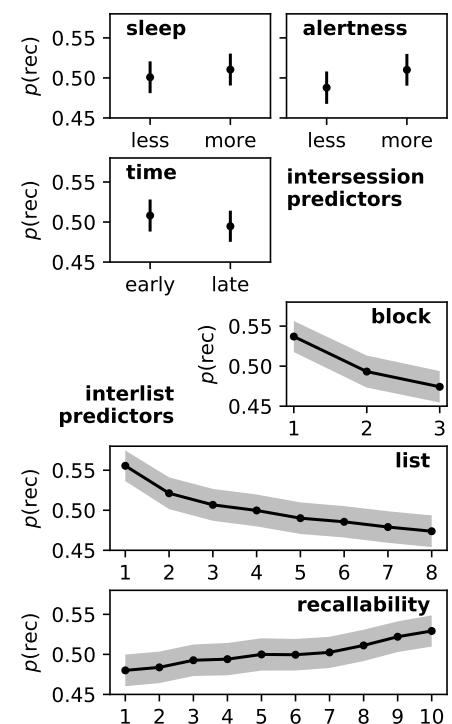 sleep
alertness
p(rec)
0.55
0.50
0.45
less more
less more
time
intersession
predictors
p(rec)
0.55
0.50
0.45
early late
block
p(rec)
0.55
0.50
0.45
1 2 3
interlist
predictors
list
p(rec)
0.55
0.50
0.45
1 2 3 4 5 6 7 8
recallability
p(rec)
0.55
0.50
0.45
1 2 3 4 5 6 7 8 9 10